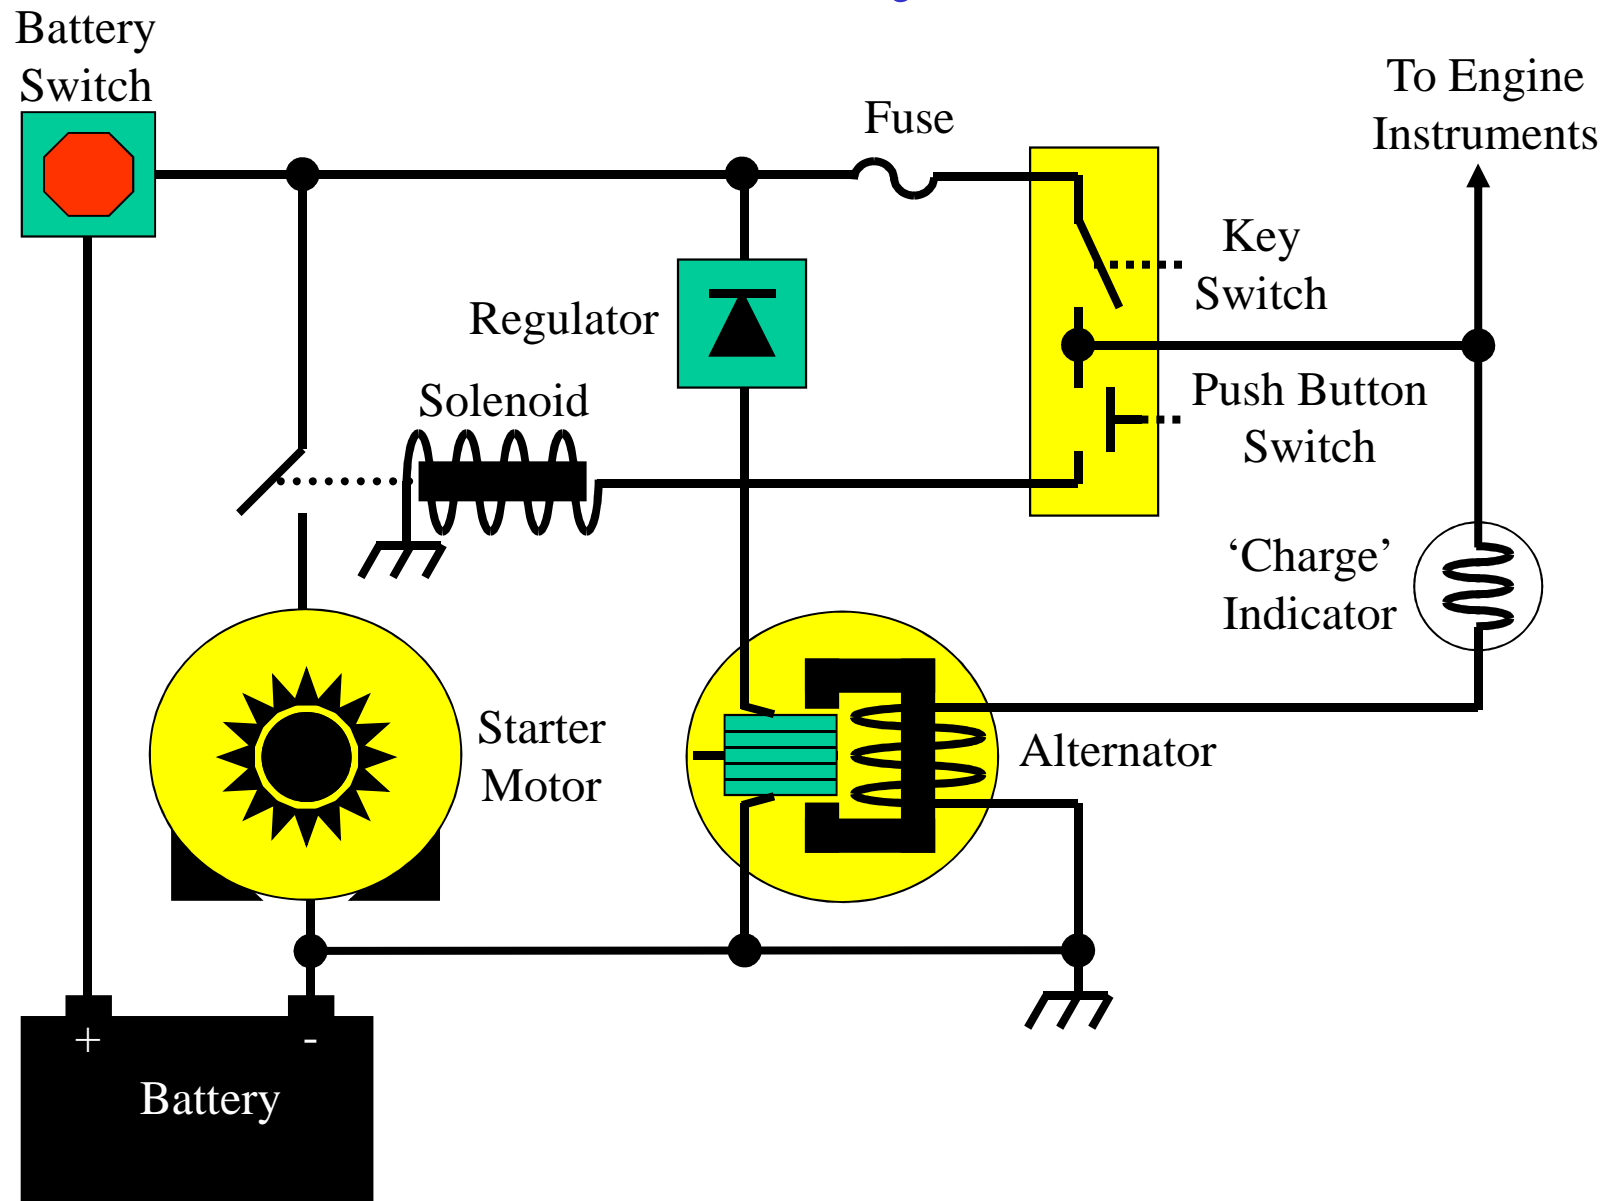 Battery
Switch
To Engine
Instruments
Fuse
Key
Switch
Regulator
Solenoid
Push Button
Switch
‘Charge’
Indicator
Starter
Motor
Alternator
+ -
Battery